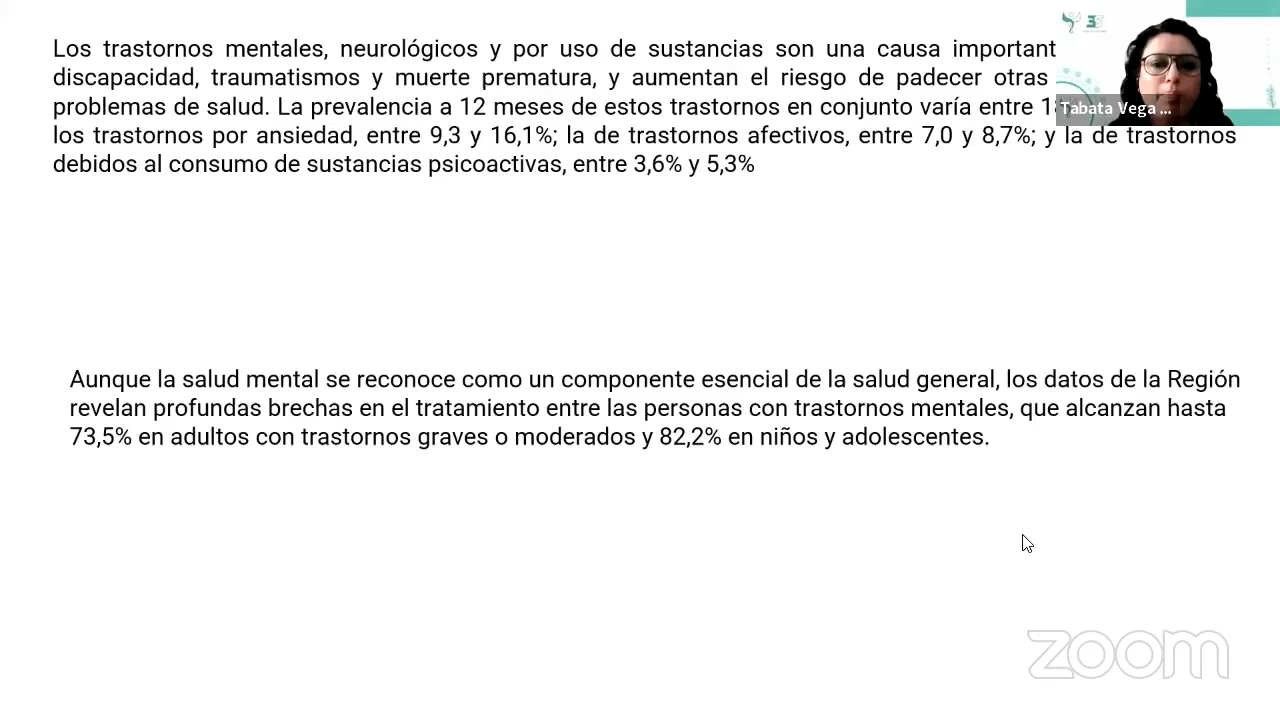 Los trastornos mentales, neurológicos y por uso de sustancias son una causa
discapacidad, traumatismos y muerte prematura, y aumentan el riesgo de padecer otras
problemas de salud. La prevalencia a 12 meses de estos trastornos en conjunto varía entre
los trastornos por ansiedad, entre 9,3 y 16,1%; la de trastornos afectivos, entre 7,0 y 8,7%; y la de trastornos
debidos al consumo de sustancias psicoactivas, entre 3,6% y 5,3%
Tabata Vega ...
Aunque la salud mental se reconoce como un componente esencial de la salud general, los datos de la Región
revelan profundas brechas en el tratamiento entre las personas con trastornos mentales, que alcanzan hasta
73,5% en adultos con trastornos graves o moderados y 82,2% en niños y adolescentes.
zoom